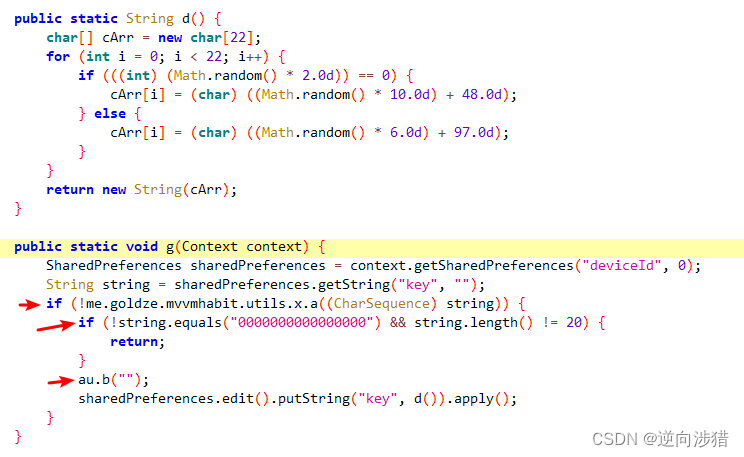 public static String d() {
    char[] cArr = new char[22];
    for (int i = 0; i < 22; i++) {
        if (((int) (Math.random() * 2.0d)) == 0) {
            cArr[i] = (char) ((Math.random() * 10.0d) + 48.0d);
        } else {
            cArr[i] = (char) ((Math.random() * 6.0d) + 97.0d);
        }
    }
    return new String(cArr);
}
public static void g(Context context) {
    SharedPreferences sharedPreferences = context.getSharedPreferences("deviceId", 0);
    String string = sharedPreferences.getString("key", "");
    if (!me.goldze.mvvmhabit.utils.x.a((CharSequence) string)) {
        if (!string.equals("0000000000000000") && string.length() != 20) {
            return;
        }
        au.b("");
        sharedPreferences.edit().putString("key", d()).apply();
    }
}
CSDN @逆向涉猎